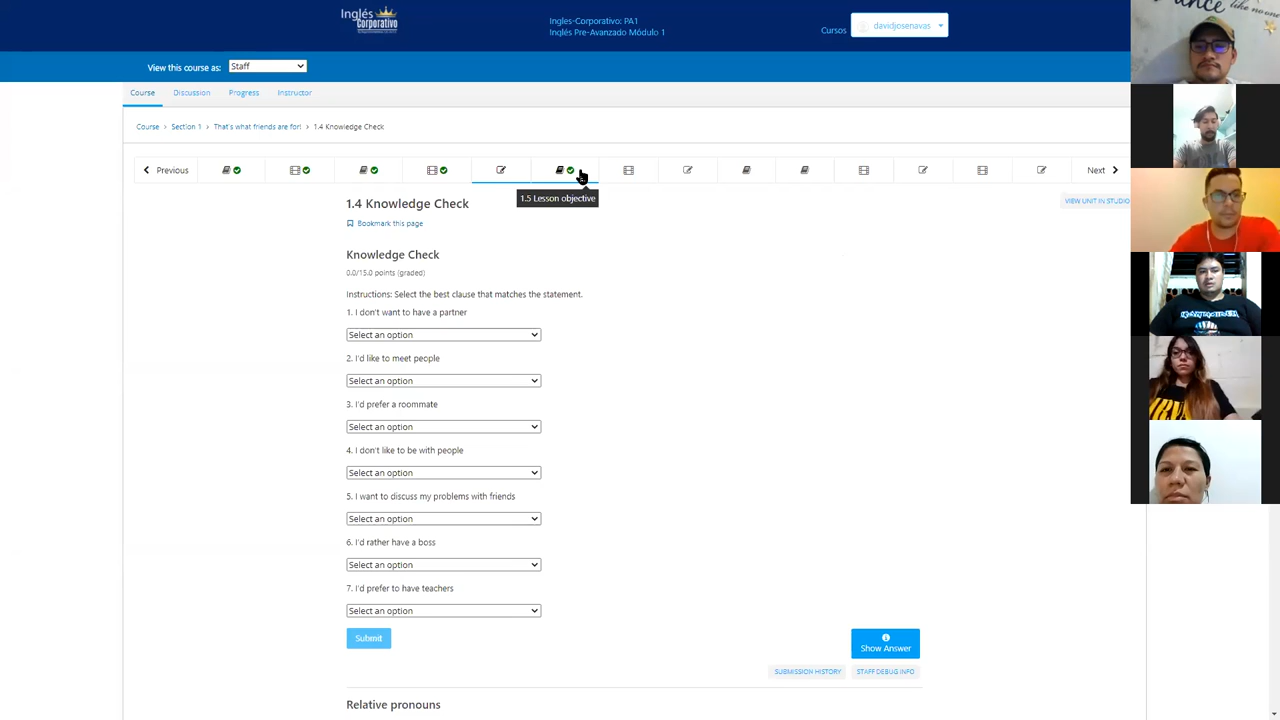 Inglés
Corporativo
Ingles-Corporativo: PA1
Inglés Pre-Avanzado Módulo 1
Cursos
davidjosenavas
View this course as:
Staff
Course
Discussion
Progress
Instructor
Course > Section 1 > That's what friends are for! > 1.4 Knowledge Check
Previous
Next
1.5 Lesson objective
1.4 Knowledge Check
VIEW UNIT IN STUDIO
Bookmark this page
Knowledge Check
0.0/15.0 points (graded)
Instructions: Select the best clause that matches the statement.
1. I don't want to have a partner
Select an option
2. I'd like to meet people
Select an option
3. I'd prefer a roommate
Select an option
4. I don't like to be with people
Select an option
5. I want to discuss my problems with friends
Select an option
6. I'd rather have a boss
Select an option
7. I'd prefer to have teachers
Select an option
Submit
Show Answer
SUBMISSION HISTORY
STAFF DEBUG INFO
Relative pronouns